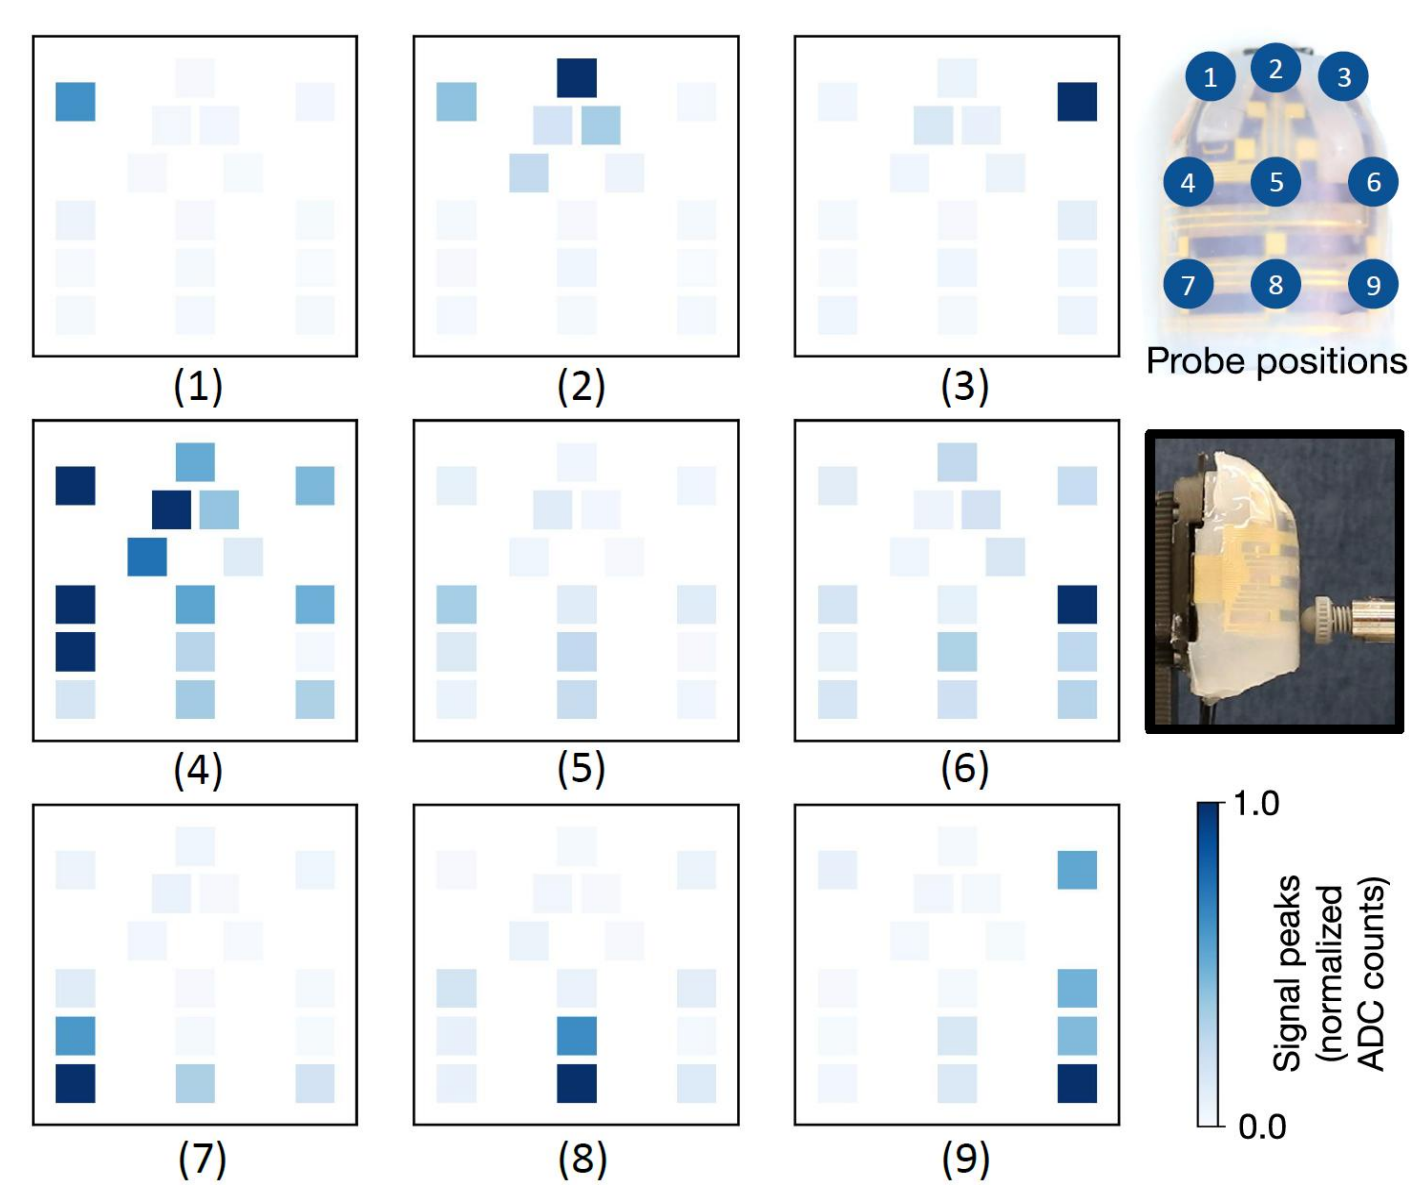 1 2 3
4 5 6
7 8 9
Probe positions
(1) (2) (3)
(4) (5) (6)
1.0
Signal peaks
(normalized
ADC counts)
0.0
(7) (8) (9)